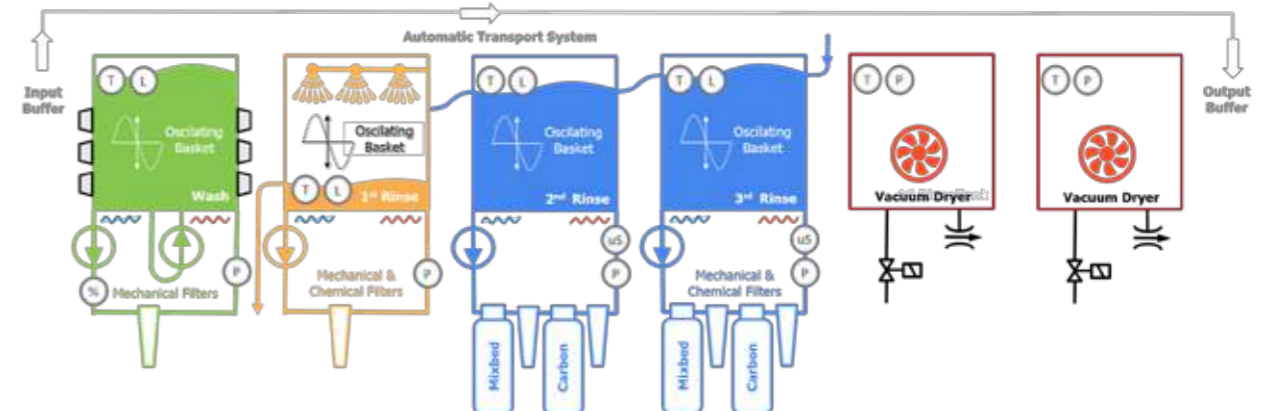 Automatic Transport System
Input
Buffer
Output
Buffer
T L
Oscilating
Basket
Wash
P
%
Mechanical Filters
Oscilating
Basket
T L
1st Rinse
P
Mechanical &
Chemical Filters
T L
Oscilating
Basket
2nd Rinse
uS
P
Mixbed
Carbon
T L
Oscilating
Basket
3rd Rinse
uS
P
Mechanical &
Chemical Filters
Mixbed
Carbon
T P
Vacuum Dryer
T P
Vacuum Dryer